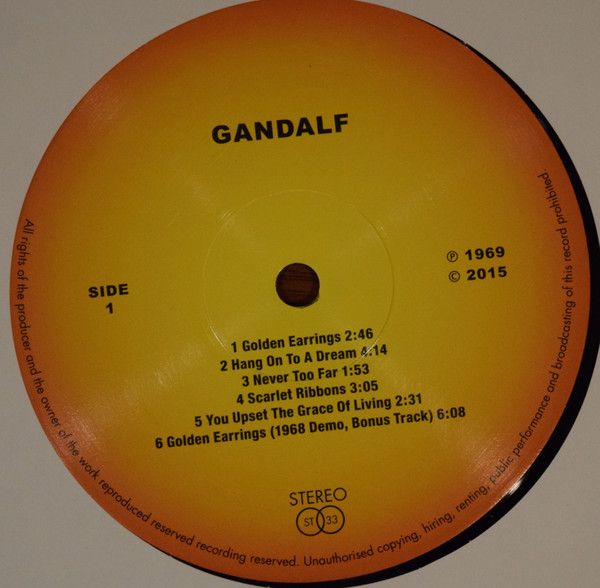 GANDALF
SIDE
1
℗ 1969
© 2015
1 Golden Earrings 2:46
2 Hang On To A Dream 4:14
3 Never Too Far 1:53
4 Scarlet Ribbons 3:05
5 You Upset The Grace Of Living 2:31
6 Golden Earrings (1968 Demo, Bonus Track) 6:08
STEREO
ST 33
All rights of the producer and the owner of the work reproduced reserved recording reserved. Unauthorised copying, hiring, renting, public performance and broadcasting of this record prohibited.